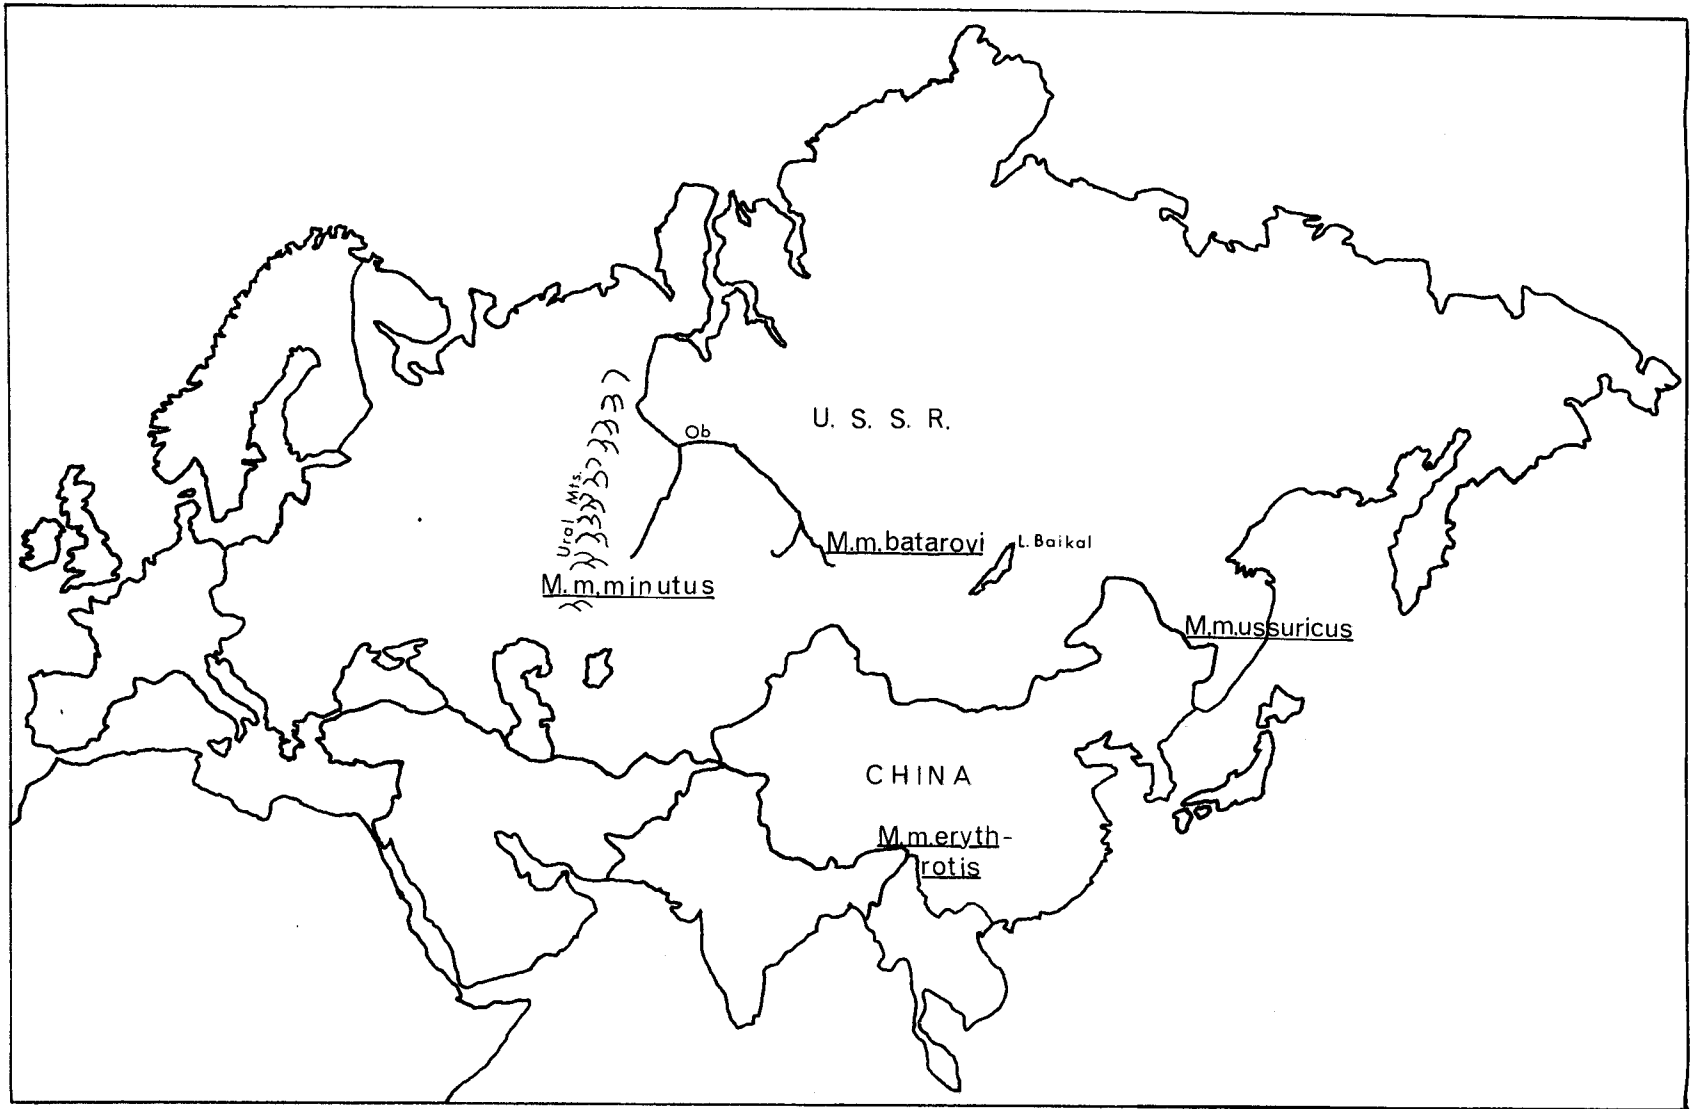 U. S. S. R.
Ob
Ural Mts.
M.m.batarovi
L. Baikal
M.m.minutus
M.m.ussuricus
CHINA
M.m.eryth-
rotis